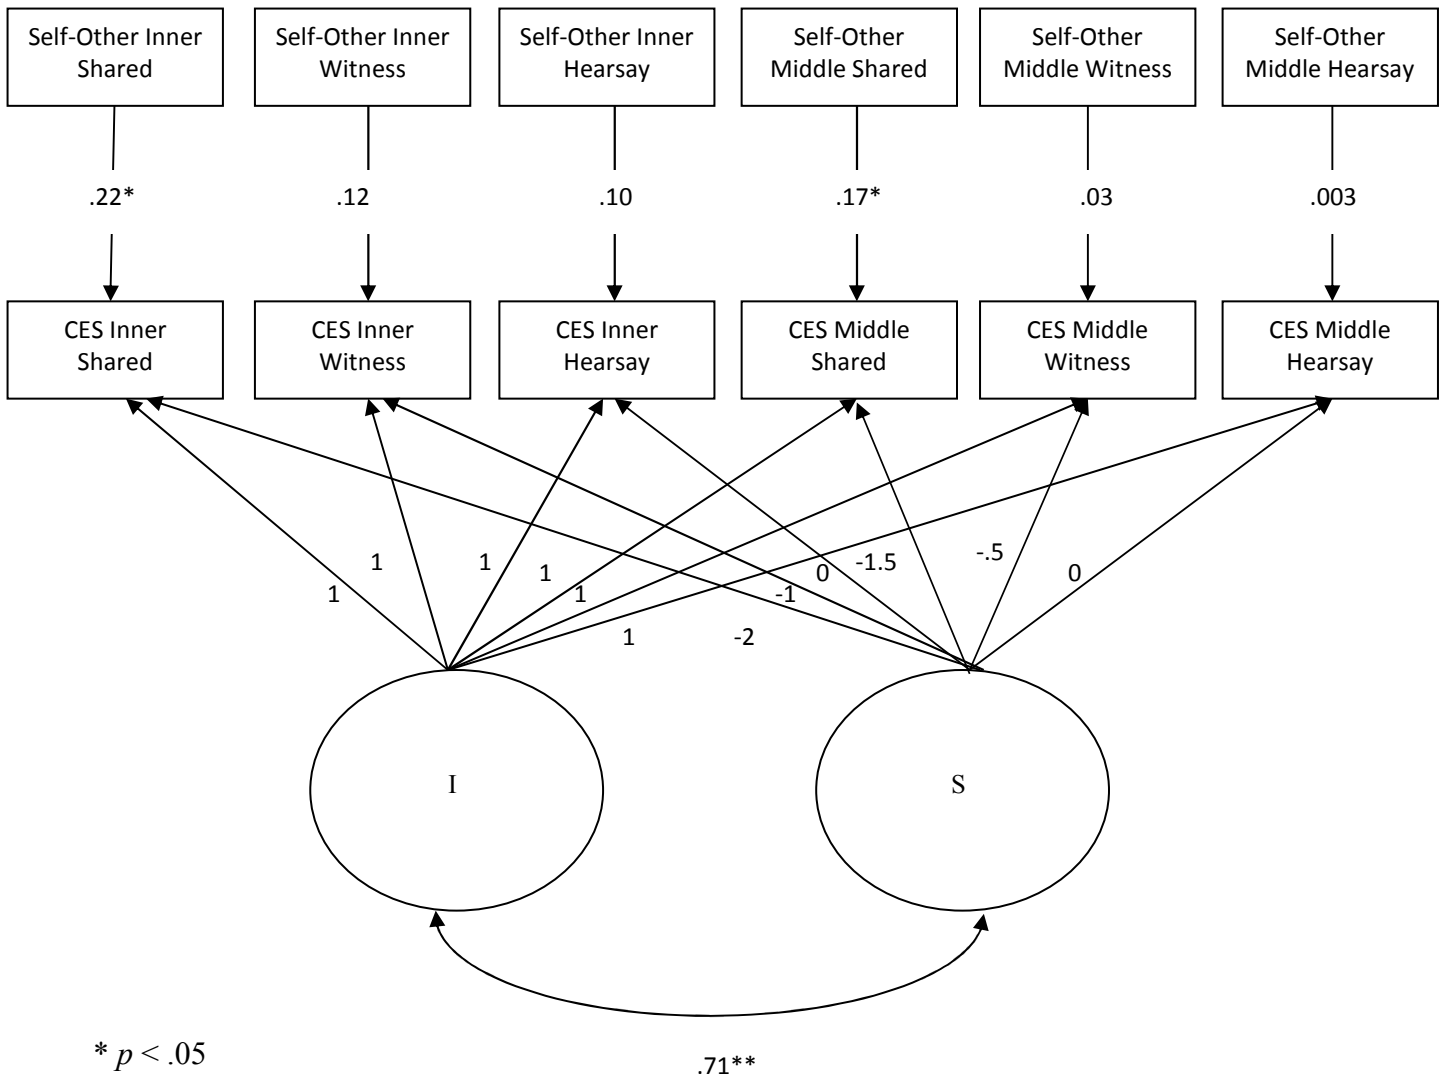 Self-Other Inner
Shared
Self-Other Inner
Witness
Self-Other Inner
Hearsay
Self-Other
Middle Shared
Self-Other
Middle Witness
Self-Other
Middle Hearsay
.22*
.12
.10
.17*
.03
.003
CES Inner
Shared
CES Inner
Witness
CES Inner
Hearsay
CES Middle
Shared
CES Middle
Witness
CES Middle
Hearsay
1
1
1
1
1
1
-2
-1
0
-1.5
-.5
0
I
S
* p < .05
.71**